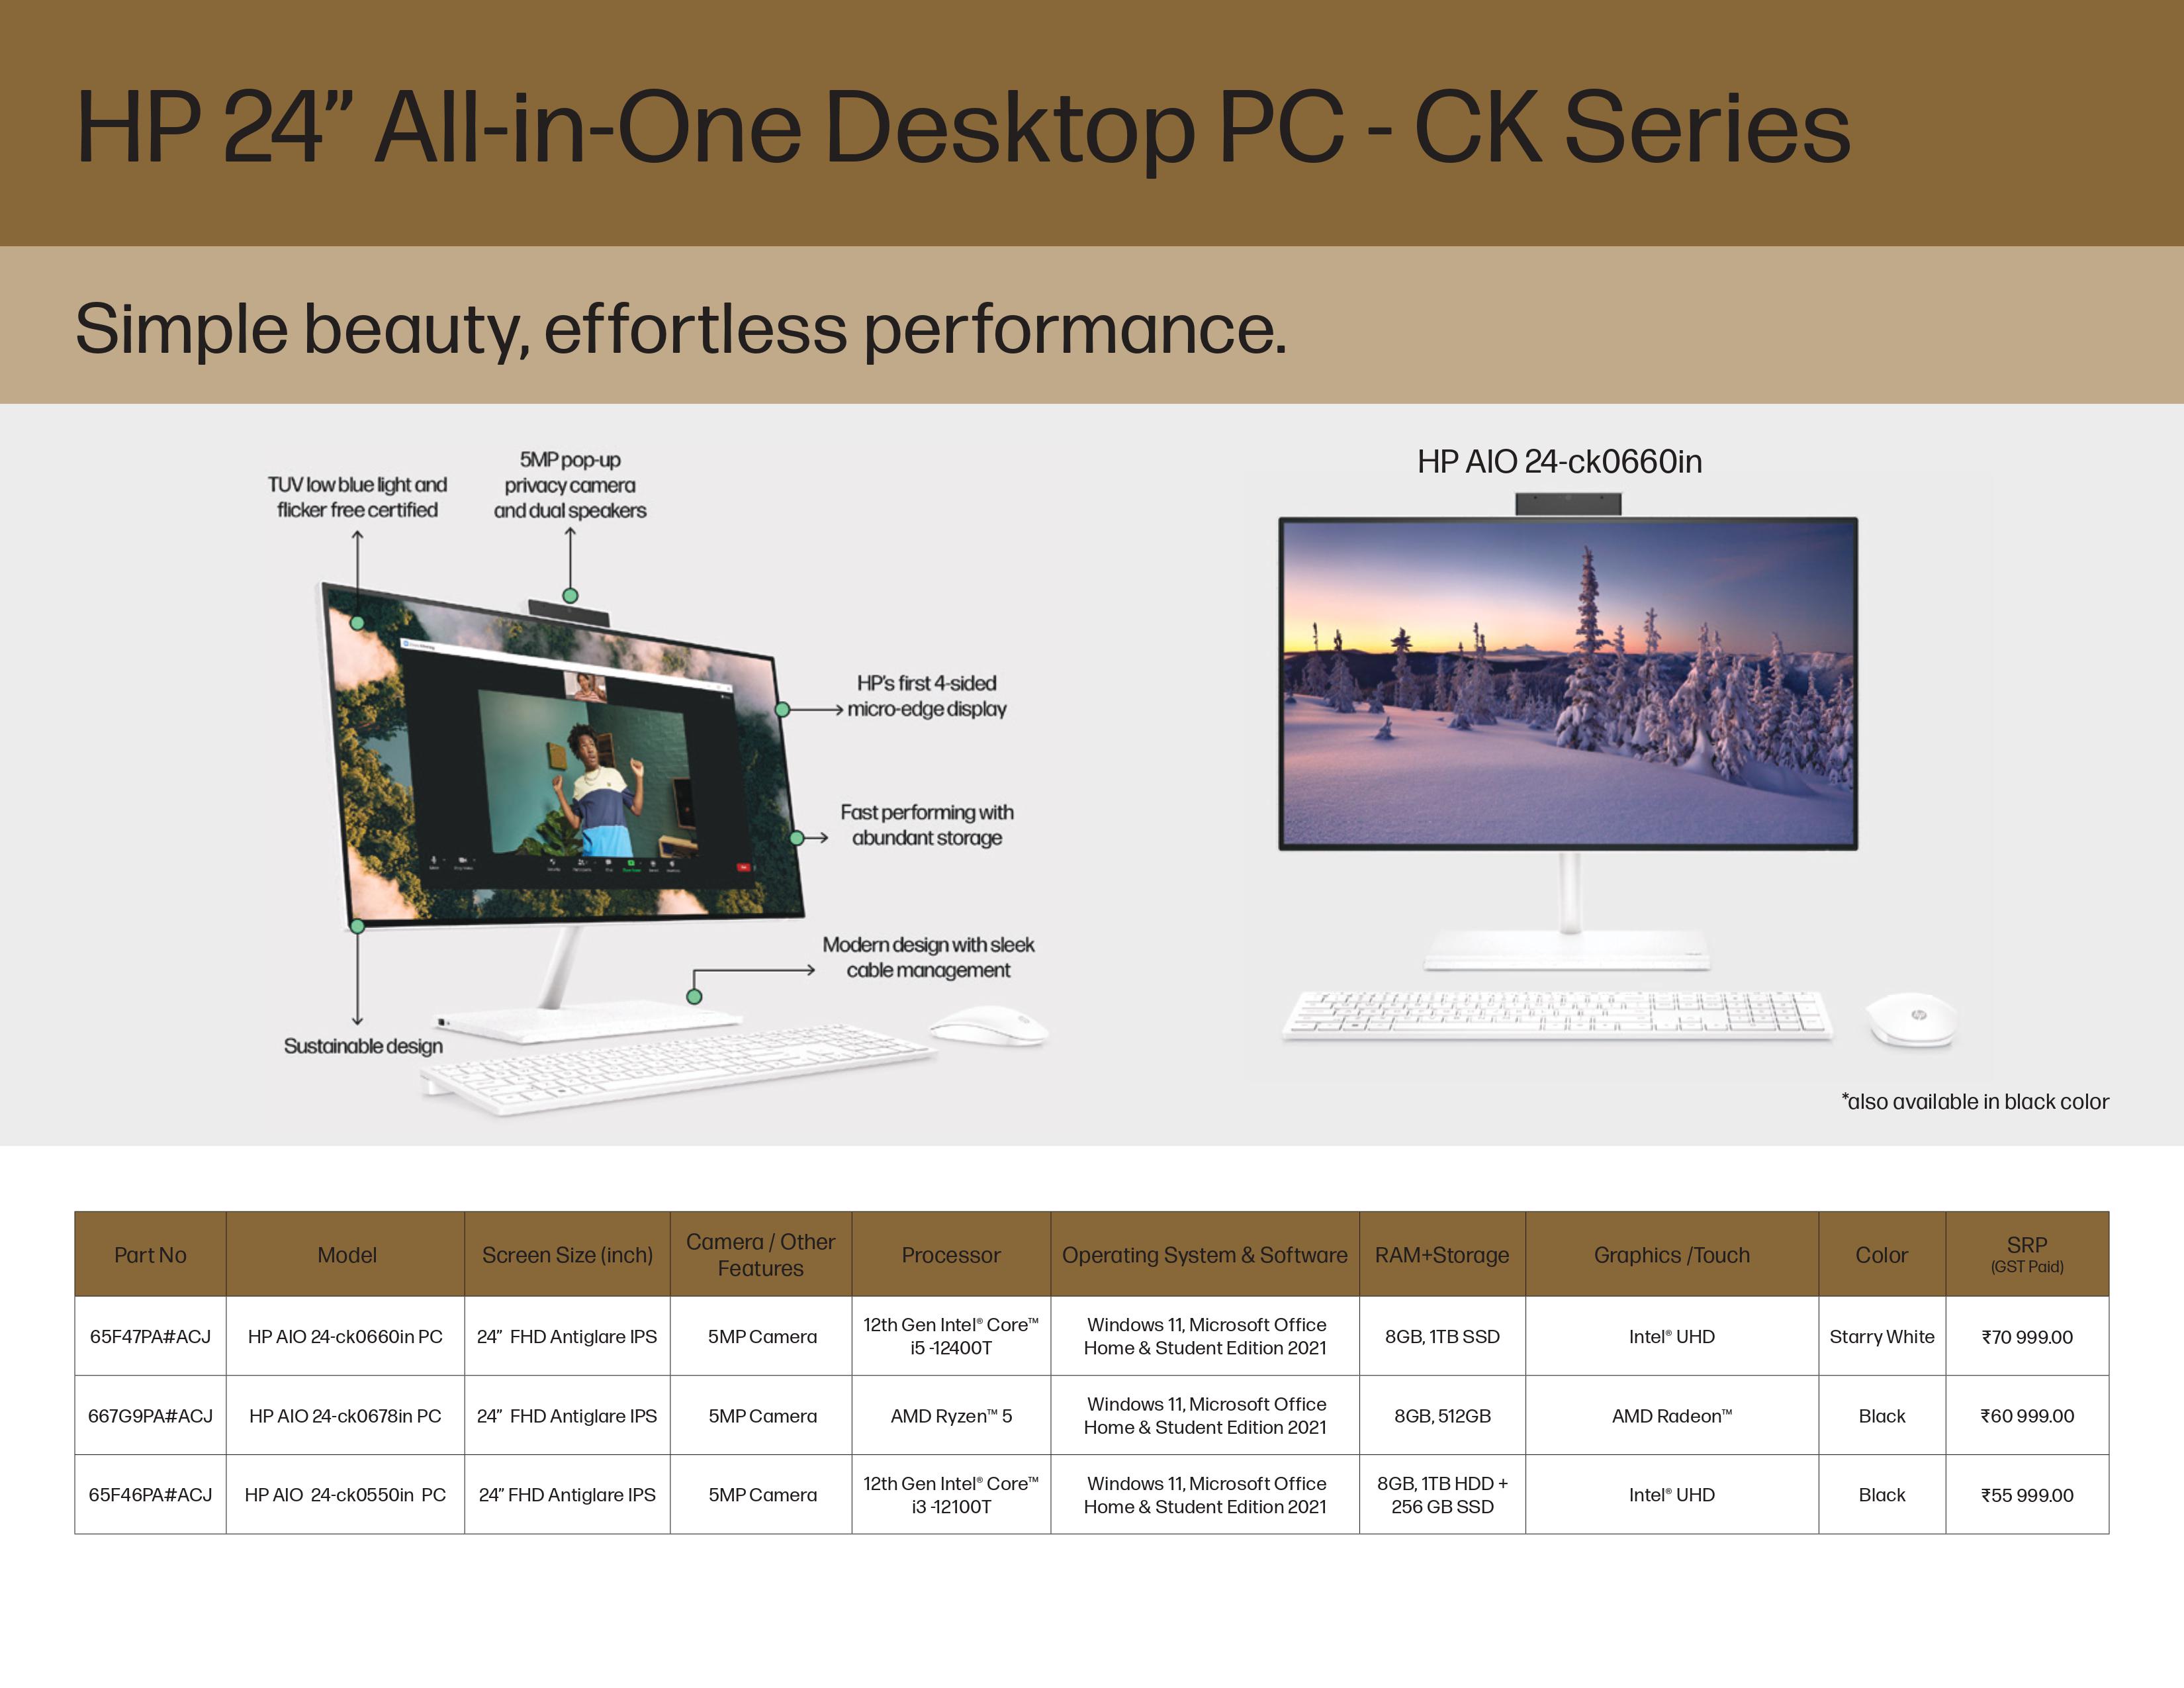 HP 24” All-in-One Desktop PC - CK Series
Simple beauty, effortless performance.
TUV low blue light and
flicker free certified
5MP pop-up
privacy camera
and dual speakers
HP's first 4-sided
micro-edge display
Fast performing with
abundant storage
Modern design with sleek
cable management
Sustainable design
HP AIO 24-ck0660in
*also available in black color
Part No Model Screen Size (inch) Camera / Other Features Processor Operating System & Software RAM+Storage Graphics /Touch Color SRP (GST Paid)
65F47PA#ACJ HP AIO 24-ck0660in PC 24” FHD Antiglare IPS 5MP Camera 12th Gen Intel® Core™ i5 -12400T Windows 11, Microsoft Office Home & Student Edition 2021 8GB, 1TB SSD Intel® UHD Starry White ₹70 999.00
667G9PA#ACJ HP AIO 24-ck0678in PC 24” FHD Antiglare IPS 5MP Camera AMD Ryzen™ 5 Windows 11, Microsoft Office Home & Student Edition 2021 8GB, 512GB AMD Radeon™ Black ₹60 999.00
65F46PA#ACJ HP AIO 24-ck0550in PC 24” FHD Antiglare IPS 5MP Camera 12th Gen Intel® Core™ i3 -12100T Windows 11, Microsoft Office Home & Student Edition 2021 8GB, 1TB HDD + 256 GB SSD Intel® UHD Black ₹55 999.00